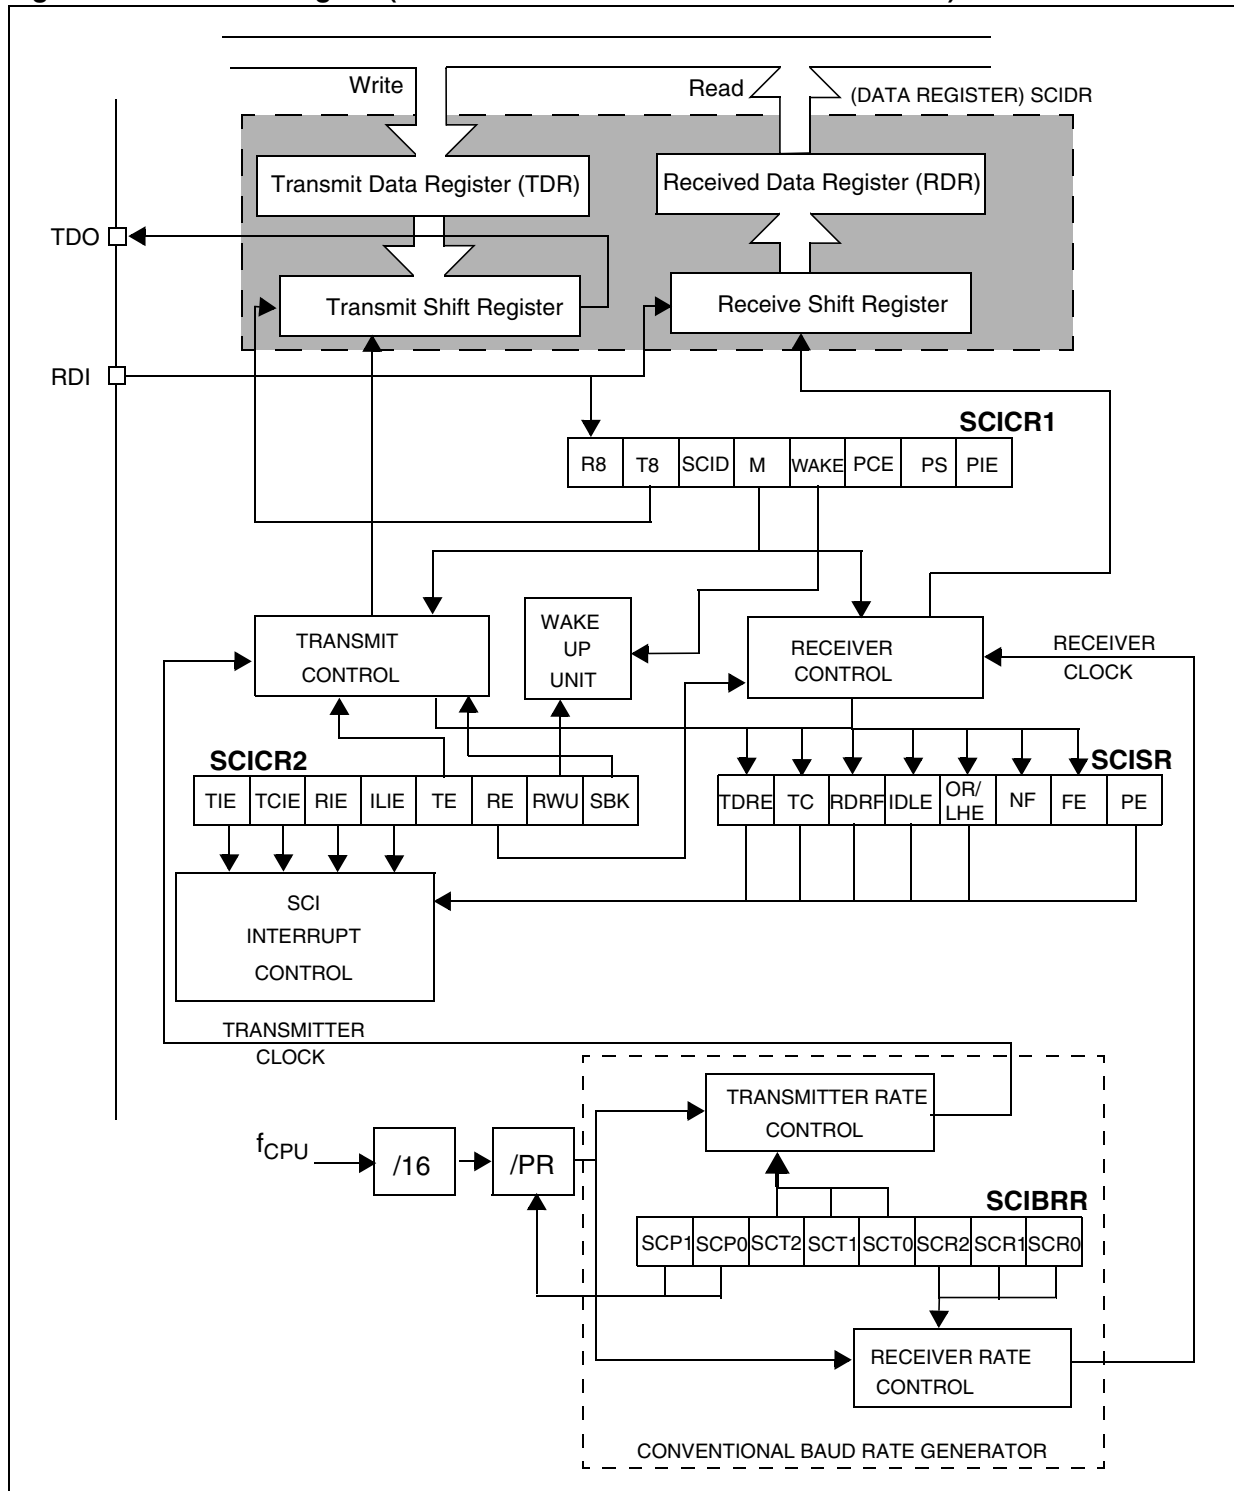 Write
Read
(DATA REGISTER) SCIDR
Transmit Data Register (TDR)
Received Data Register (RDR)
TDO
Transmit Shift Register
Receive Shift Register
RDI
SCICR1
R8 T8 SCID M WAKE PCE PS PIE
TRANSMIT
CONTROL
WAKE
UP
UNIT
RECEIVER
CONTROL
RECEIVER
CLOCK
SCICR2
TIE TCIE RIE ILIE TE RE RWU SBK
SCISR
TDRE TC RDRF IDLE OR/
LHE NF FE PE
SCI
INTERRUPT
CONTROL
TRANSMITTER
CLOCK
TRANSMITTER RATE
CONTROL
fCPU
/16
/PR
SCIBRR
SCP1 SCP0 SCT2 SCT1 SCT0 SCR2 SCR1 SCR0
RECEIVER RATE
CONTROL
CONVENTIONAL BAUD RATE GENERATOR